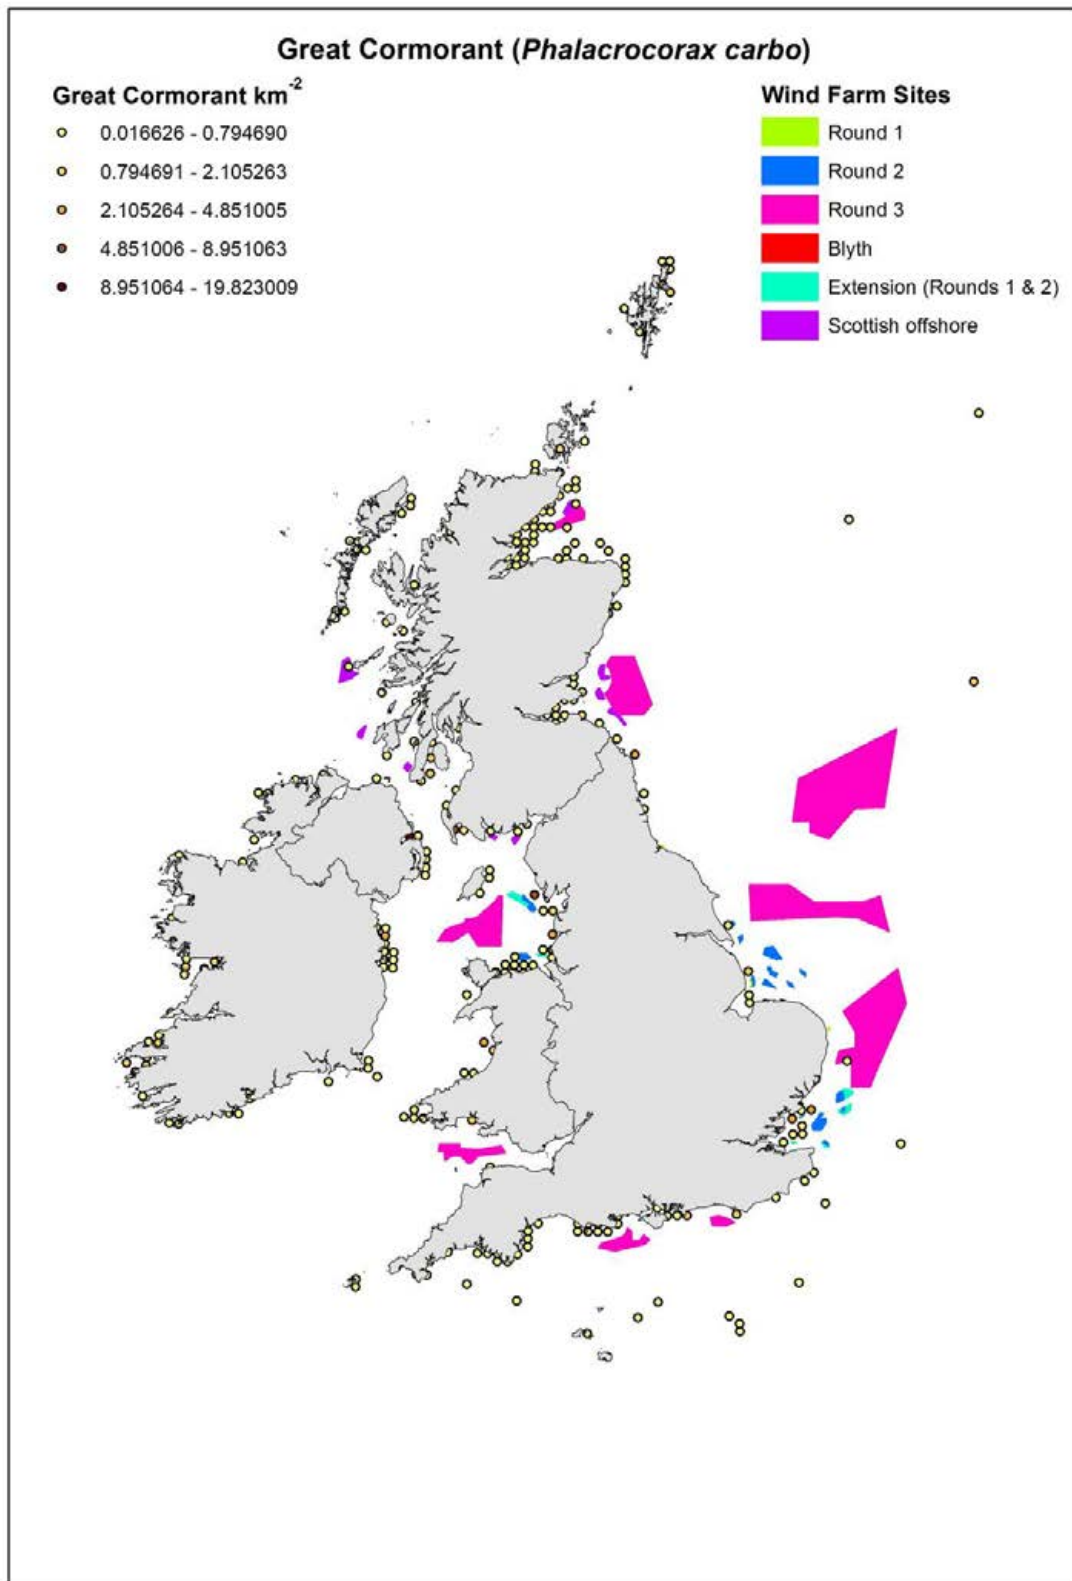 Great Cormorant (Phalacrocorax carbo)
Great Cormorant km-2
0.016626 - 0.794690
0.794691 - 2.105263
2.105264 - 4.851005
4.851006 - 8.951063
8.951064 - 19.823009
Wind Farm Sites
Round 1
Round 2
Round 3
Blyth
Extension (Rounds 1 & 2)
Scottish offshore